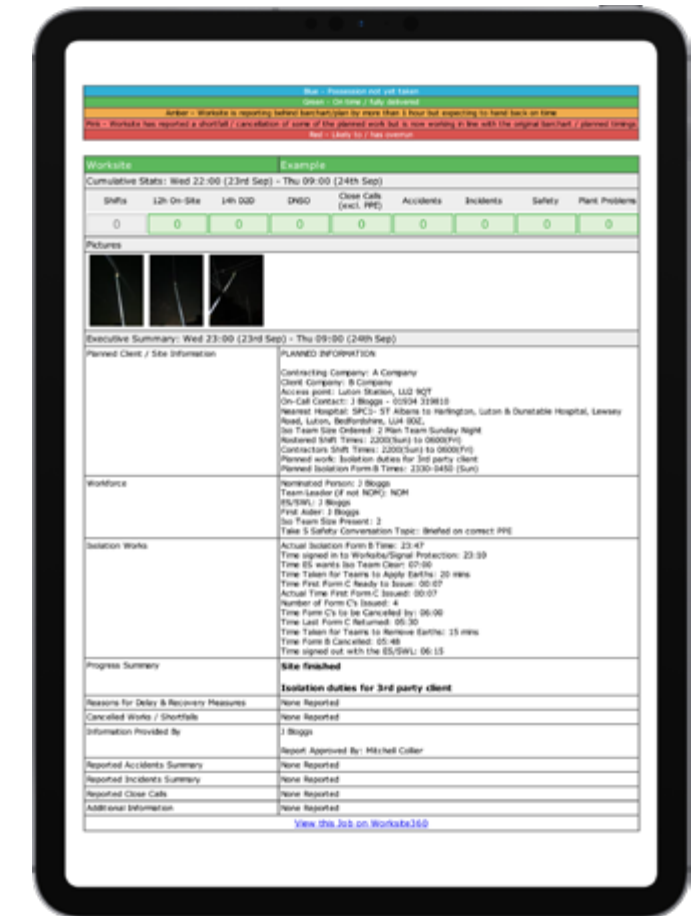 Blue - Possession not yet taken
Green - On time / fully delivered
Amber - Worksite is reporting behind barchart/plan by more than 1 hour but expecting to hand back on time
Pink - Worksite has reported a shortfall / cancellation of some of the planned work but is now working in line with the original barchart / planned timings
Red - Likely to / has overrun
Worksite Example
Cumulative Stats: Wed 22:00 (23rd Sep) - Thu 09:00 (24th Sep)
Shifts 12h On-Site 14h D2D DNSO Close Calls (excl. PPE) Accidents Incidents Safety Plant Problems
0 0 0 0 0 0 0 0 0
Pictures
Executive Summary: Wed 23:00 (23rd Sep) - Thu 09:00 (24th Sep)
Planned Client / Site Information
PLANNED INFORMATION
Contracting Company: A Company
Client Company: B Company
Access point: Luton Station, LU2 9QT
On-Call Contact: J Bloggs - 01934 319810
Nearest Hospital: SPC1- ST Albans to Harlington, Luton & Dunstable Hospital, Lewsey
Road, Luton, Bedfordshire, LU4 0DZ.
Iso Team Size Ordered: 2 Man Team Sunday Night
Rostered Shift Times: 2200(Sun) to 0600(Fri)
Contractors Shift Times: 2200(Sun) to 0600(Fri)
Planned work: Isolation duties for 3rd party client
Planned Isolation Form B Times: 2330-0450 (Sun)
Workforce
Nominated Person: J Bloggs
Team Leader (if not NOM): NOM
ES/SWL: J Bloggs
First Aider: J Bloggs
Iso Team Size Present: 2
Take 5 Safety Conversation Topic: Briefed on correct PPE
Isolation Works
Actual Isolation Form B Time: 23:47
Time signed in to Worksite/Signal Protection: 23:59
Time ES wants Iso Team Clear: 07:00
Time Taken for Teams to Apply Earths: 20 mins
Time First Form C Ready to Issue: 00:07
Actual Time First Form C Issued: 00:07
Number of Form C's Issued: 4
Time Form C's to be Cancelled by: 06:00
Time Last Form C Returned: 05:30
Time Taken for Teams to Remove Earths: 15 mins
Time Form B Cancelled: 05:48
Time signed out with the ES/SWL: 06:15
Progress Summary
Site finished
Isolation duties for 3rd party client
Reasons for Delay & Recovery Measures None Reported
Cancelled Works / Shortfalls None Reported
Information Provided By
J Bloggs
Report Approved By: Mitchell Collier
Reported Accidents Summary None Reported
Reported Incidents Summary None Reported
Reported Close Calls None Reported
Additional Information None Reported
View this Job on Worksite360